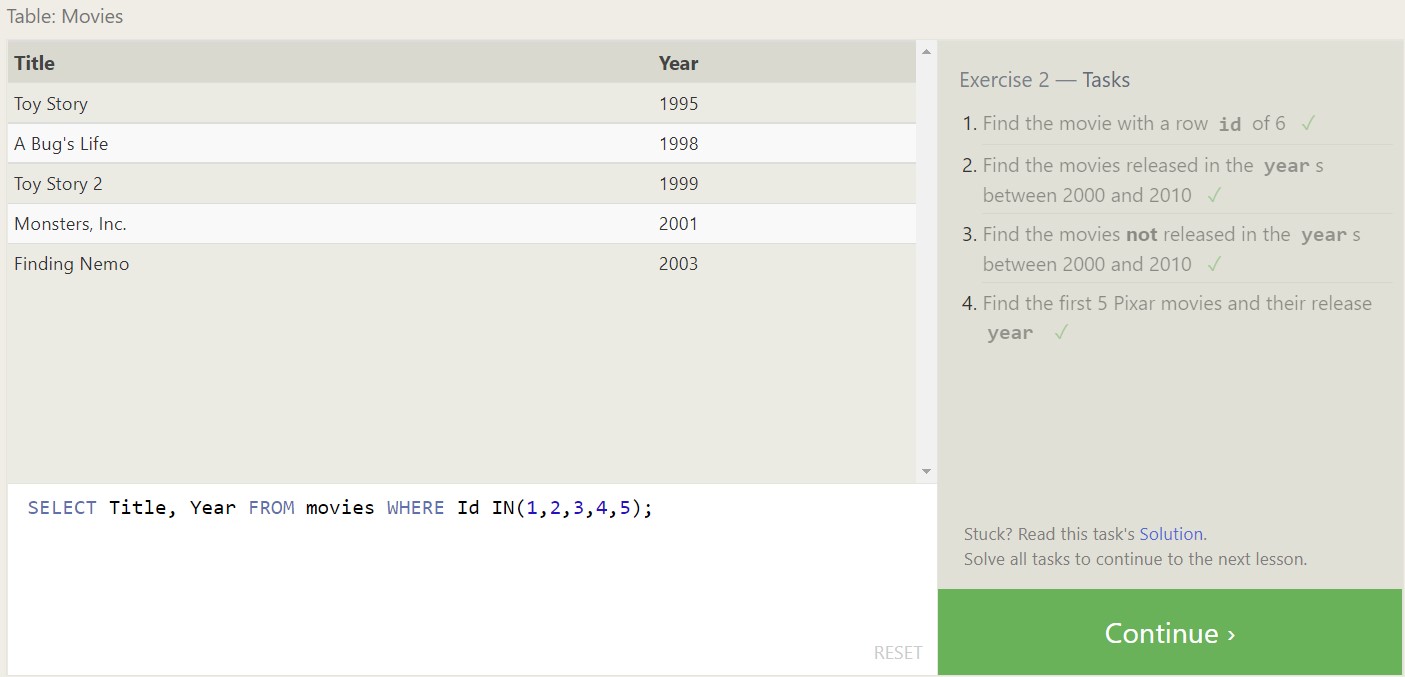 Table: Movies
Title Year
Toy Story 1995
A Bug's Life 1998
Toy Story 2 1999
Monsters, Inc. 2001
Finding Nemo 2003
SELECT Title, Year FROM movies WHERE Id IN(1,2,3,4,5);
RESET
Exercise 2 — Tasks
1. Find the movie with a row id of 6 ✓
2. Find the movies released in the year s
between 2000 and 2010 ✓
3. Find the movies not released in the year s
between 2000 and 2010 ✓
4. Find the first 5 Pixar movies and their release
year ✓
Stuck? Read this task's Solution.
Solve all tasks to continue to the next lesson.
Continue ›